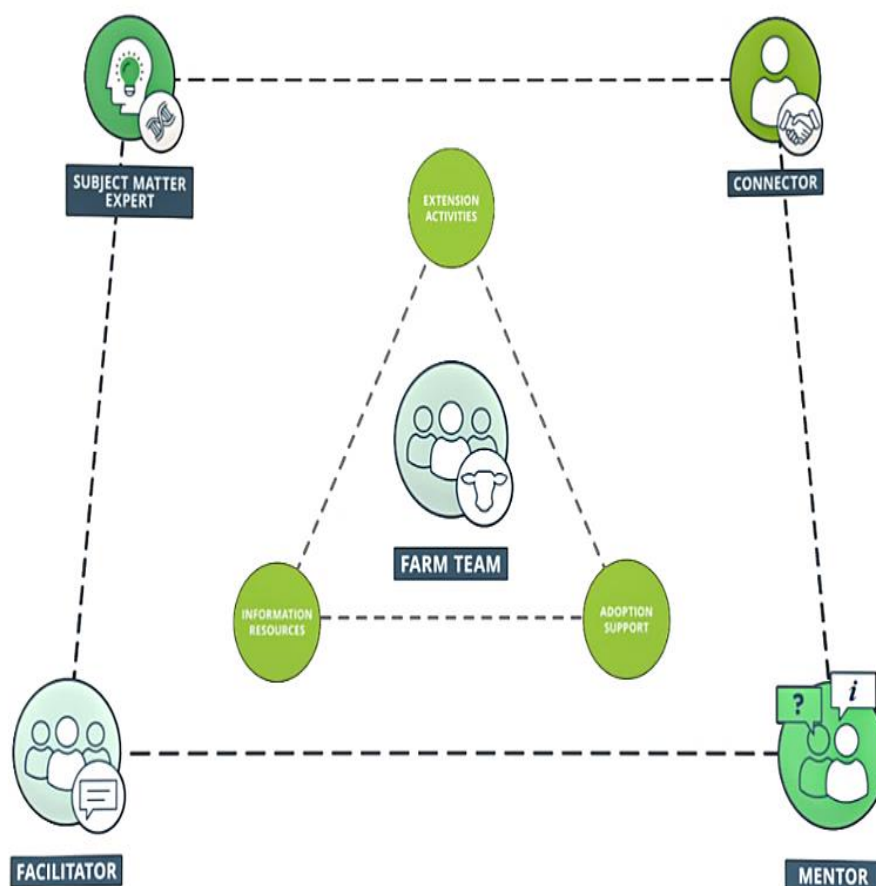 SUBJECT MATTER
EXPERT
CONNECTOR
EXTENSION
ACTIVITIES
FARM TEAM
INFORMATION
RESOURCES
ADOPTION
SUPPORT
?
i
FACILITATOR
MENTOR